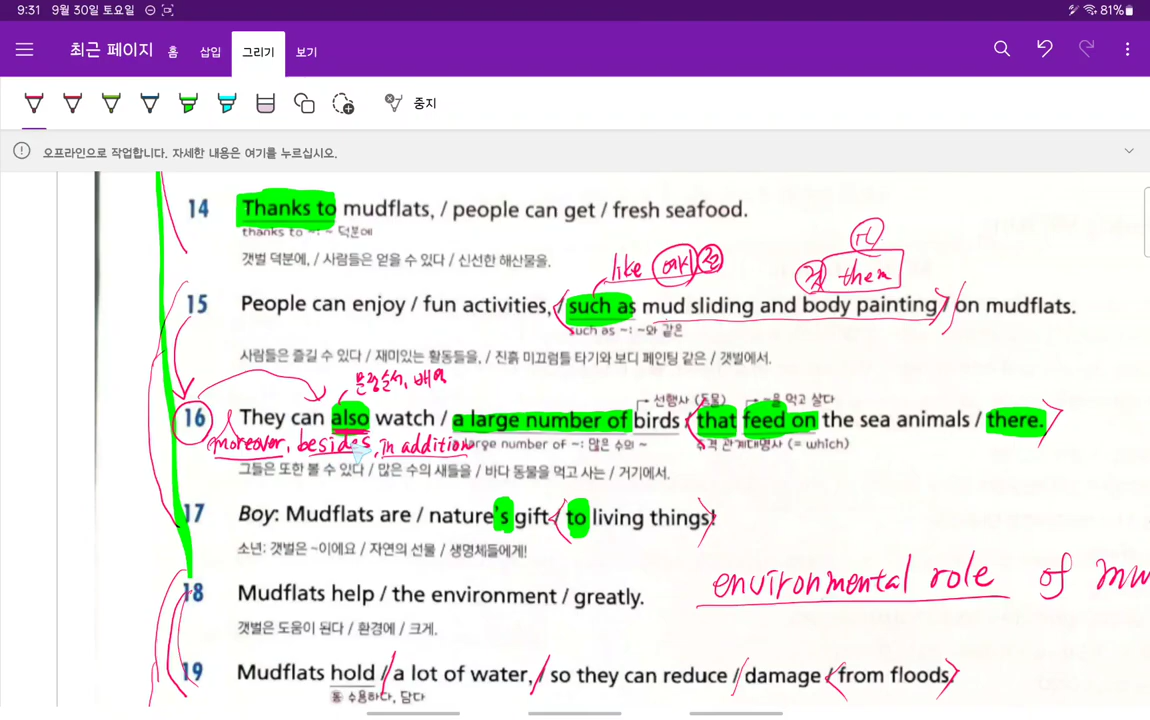 9:31 9월 30일 토요일 81%
최근 페이지 홈 삽입 그리기 보기
중지
오프라인으로 작업합니다. 자세한 내용은 여기를 누르십시오.
14 Thanks to mudflats, / people can get / fresh seafood.
thanks to ~: ~ 덕분에
갯벌 덕분에, / 사람들은 얻을 수 있다 / 신선한 해산물을.
like 예시 전
them
15 People can enjoy / fun activities, / such as mud sliding and body painting / on mudflats.
such as ~: ~와 같은
사람들은 즐길 수 있다 / 재미있는 활동들을, / 진흙 미끄럼틀 타기와 보디 페인팅 같은 / 갯벌에서.
문장삽입, 배열
선행사 (동물) ~을 먹고 살다
16 They can also watch / a large number of birds / that feed on the sea animals / there.
moreover, besides, in addition
large number of ~: 많은 수의 ~ 주격 관계대명사 (= which)
그들은 또한 볼 수 있다 / 많은 수의 새들을 / 바다 동물을 먹고 사는 / 거기에서.
17 Boy: Mudflats are / nature's gift / to living things!
소년: 갯벌은 ~이에요 / 자연의 선물 / 생명체들에게!
environmental role of
18 Mudflats help / the environment / greatly.
갯벌은 도움이 된다 / 환경에 / 크게.
19 Mudflats hold / a lot of water, / so they can reduce / damage / from floods.
동 수용하다, 담다